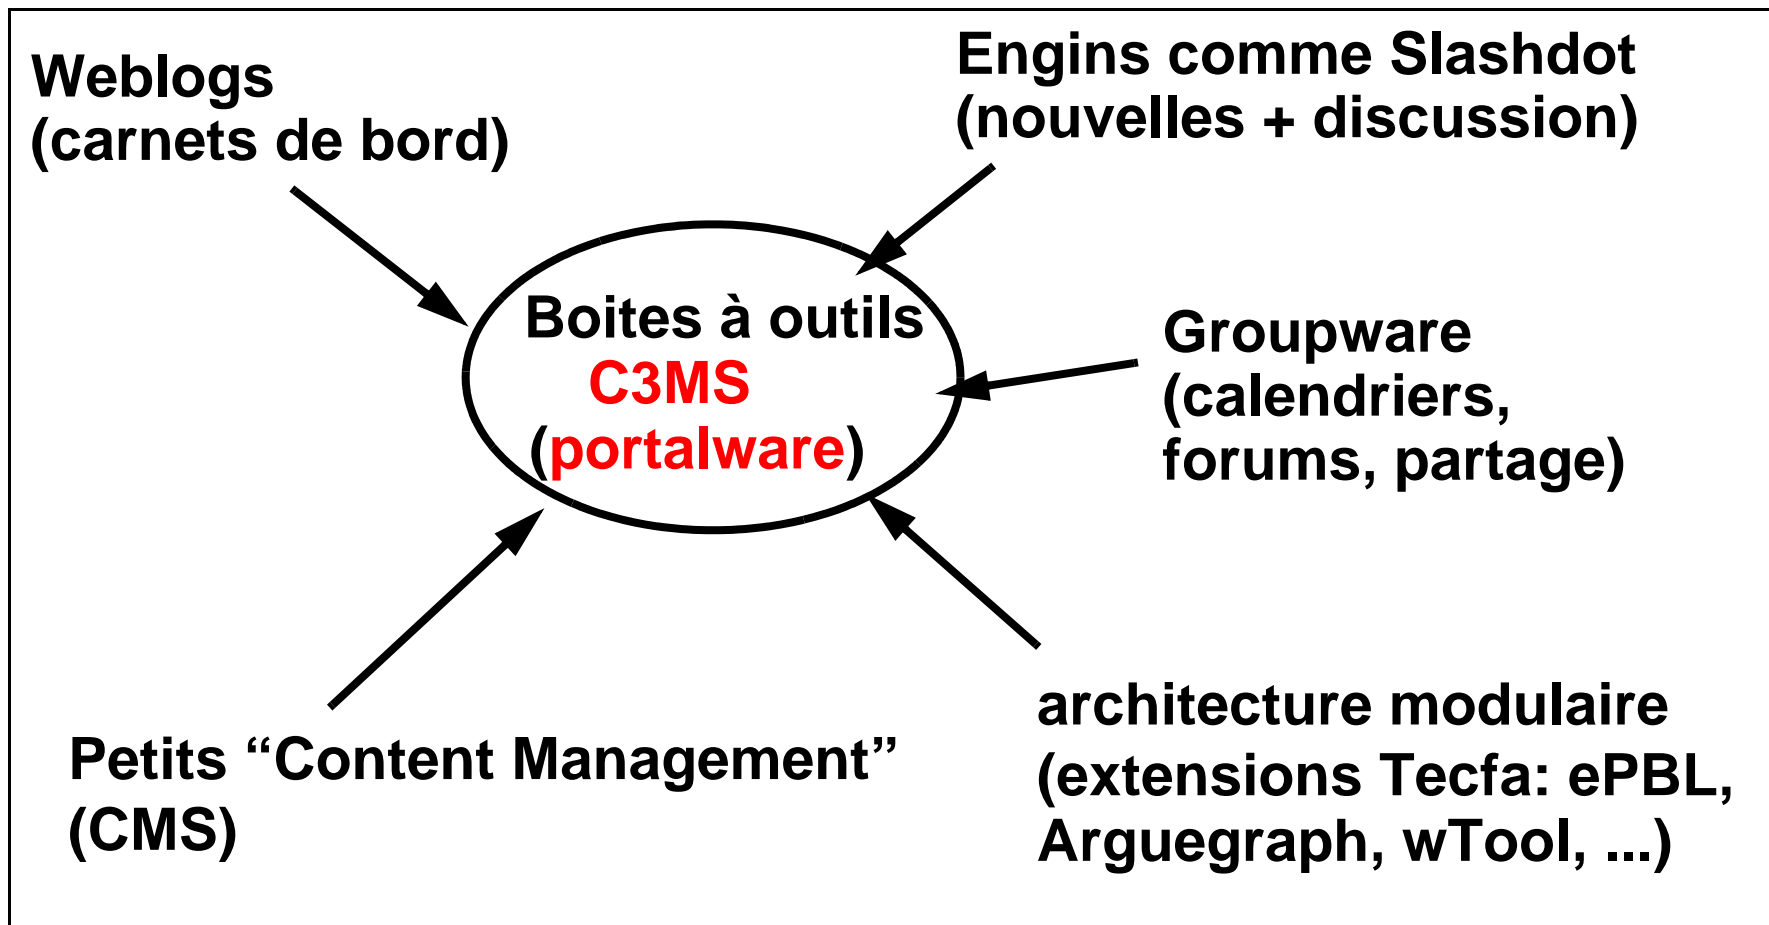 Weblogs
(carnets de bord)
Engins comme Slashdot
(nouvelles + discussion)
Boites à outils
C3MS
(portalware)
Groupware
(calendriers,
forums, partage)
Petits “Content Management”
(CMS)
architecture modulaire
(extensions Tecfa: ePBL,
Arguegraph, wTool, ...)